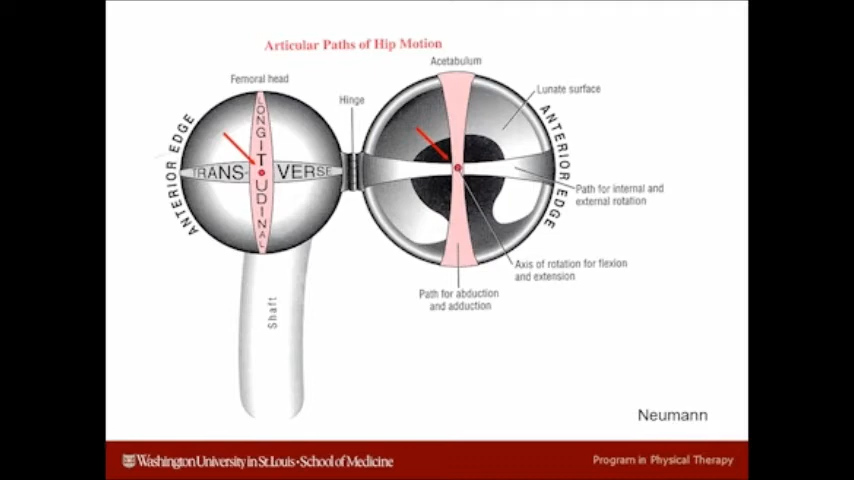 Articular Paths of Hip Motion
Acetabulum
Femoral head
Hinge
Lunate surface
ANTERIOR EDGE
LONGITUDINAL
TRANS-VERSE
ANTERIOR EDGE
Path for internal and
external rotation
Axis of rotation for flexion
and extension
Path for abduction
and adduction
Shaft
Neumann
Washington University in St. Louis • School of Medicine
Program in Physical Therapy